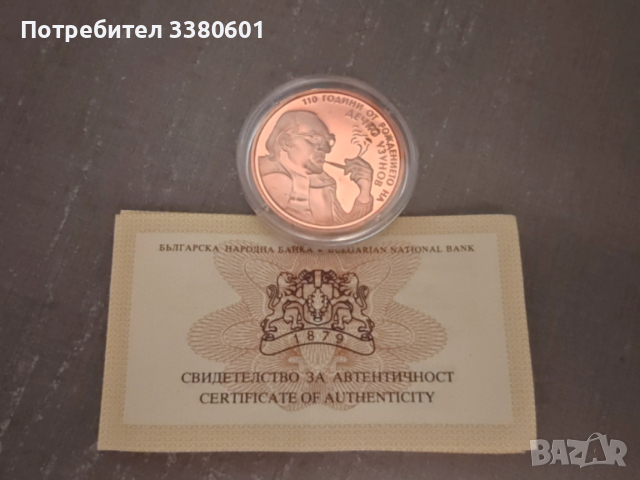 Потребител 3380601
110 ГОДИНИ ОТ РОЖДЕНИЕТО НА
ДЕЧКО УЗУНОВ
БЪЛГАРСКА НАРОДНА БАНКА • BULGARIAN NATIONAL BANK
1879
СВИДЕТЕЛСТВО ЗА АВТЕНТИЧНОСТ
CERTIFICATE OF AUTHENTICITY
BAZAR